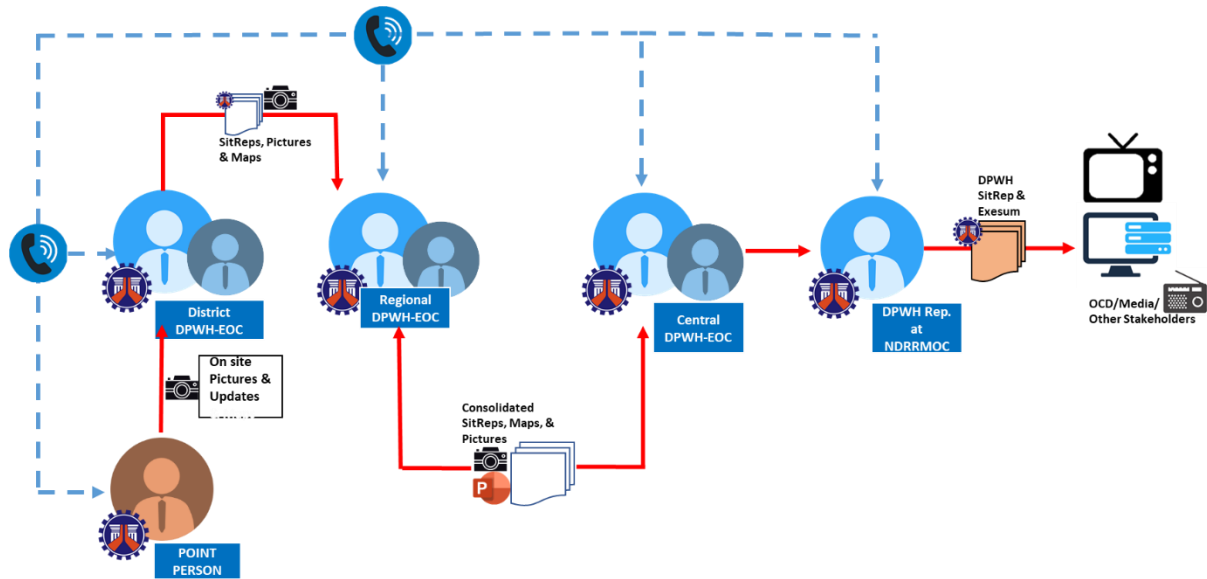 SitReps, Pictures
& Maps
District
DPWH-EOC
Regional
DPWH-EOC
Central
DPWH-EOC
DPWH Rep.
at
NDRRMOC
DPWH
SitRep &
Exesum
OCD/Media/
Other Stakeholders
On site
Pictures &
Updates
Consolidated
SitReps, Maps, &
Pictures
P
POINT
PERSON